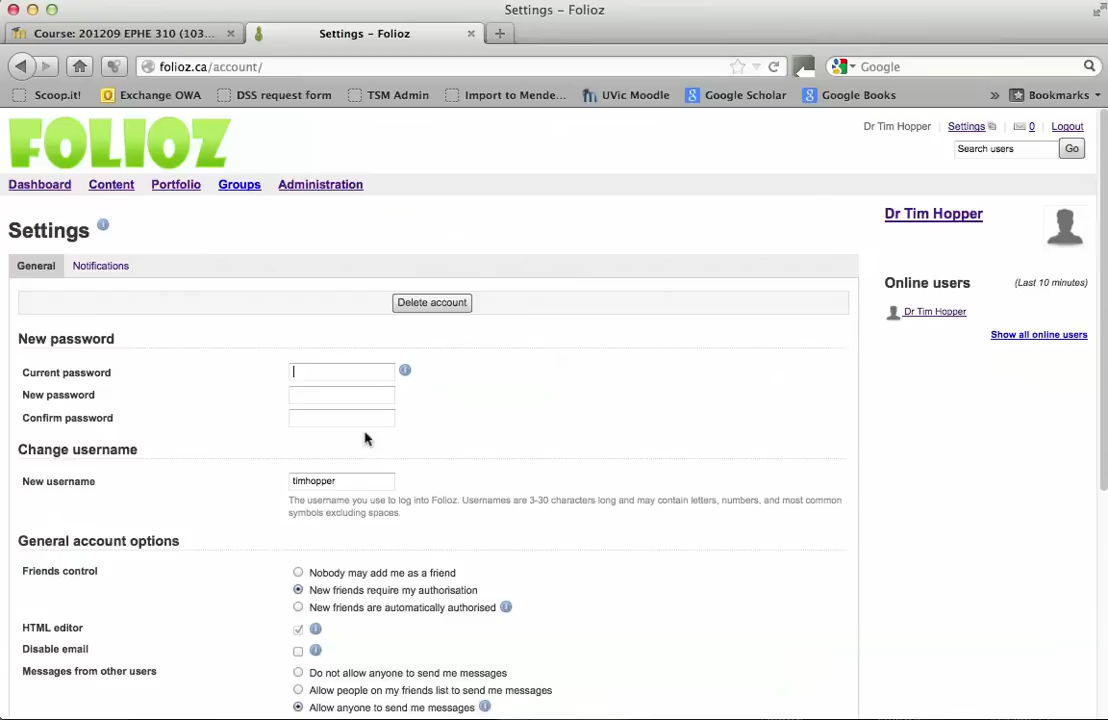 Settings – Folioz
Course: 201209 EPHE 310 (103...
Settings – Folioz
folioz.ca/account/
Google
Scoop.it!
Exchange OWA
DSS request form
TSM Admin
Import to Mende...
UVic Moodle
Google Scholar
Google Books
»
Bookmarks
FOLIOZ
Dr Tim Hopper
Settings
0
Logout
Search users
Go
Dashboard
Content
Portfolio
Groups
Administration
Settings
Dr Tim Hopper
General
Notifications
Online users
(Last 10 minutes)
Delete account
Dr Tim Hopper
Show all online users
New password
Current password
New password
Confirm password
Change username
New username
timhopper
The username you use to log into Folioz. Usernames are 3-30 characters long and may contain letters, numbers, and most common
symbols excluding spaces.
General account options
Friends control
Nobody may add me as a friend
New friends require my authorisation
New friends are automatically authorised
HTML editor
Disable email
Messages from other users
Do not allow anyone to send me messages
Allow people on my friends list to send me messages
Allow anyone to send me messages